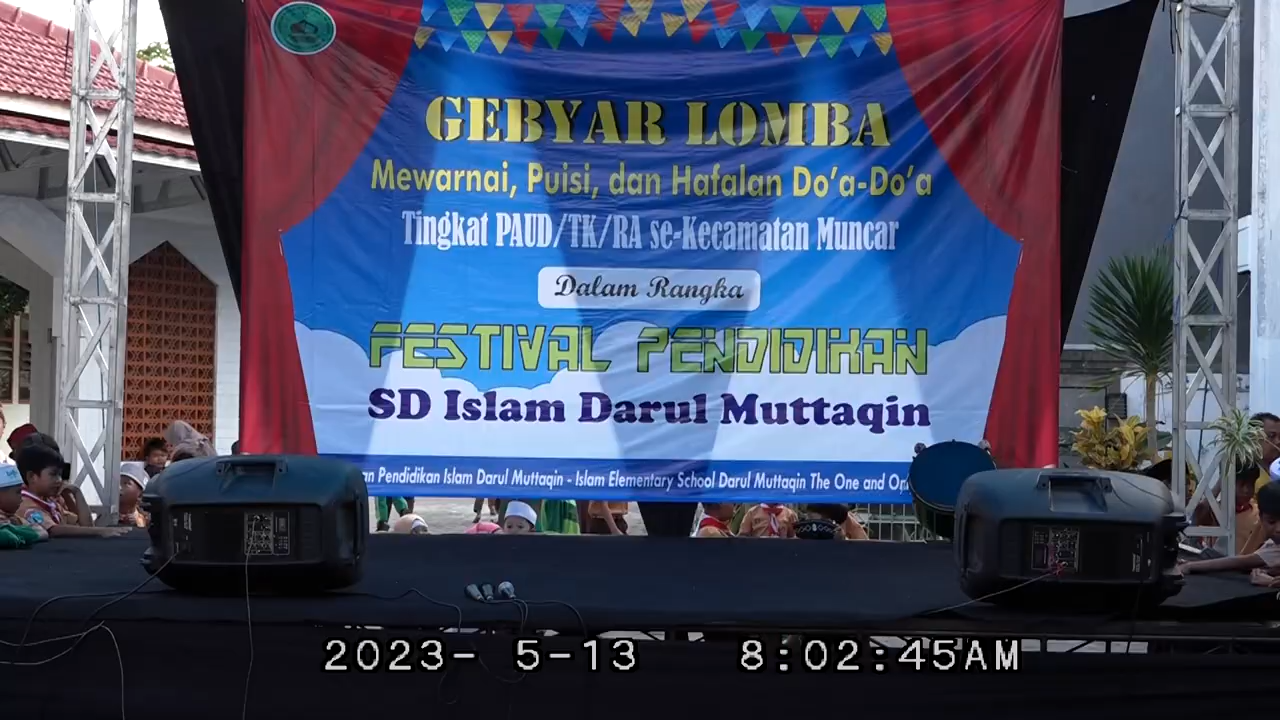 GEBYAR LOMBA
Mewarnai, Puisi, dan Hafalan Do'a-Do'a
Tingkat PAUD/TK/RA se-Kecamatan Muncar
Dalam Rangka
FESTIVAL PENDIDIKAN
SD Islam Darul Muttaqin
Pendidikan Islam Darul Muttaqin - Islam Elementary School Darul Muttaqin The One and
2023- 5-13 8:02:45AM